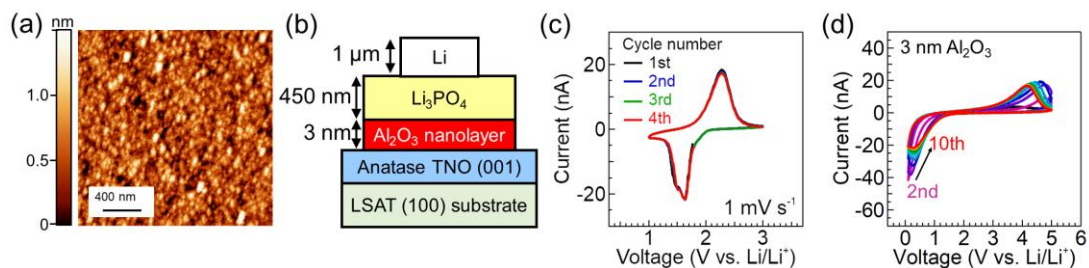 (a)
nm
1.0
0.5
0
400 nm
(b)
1 μm
Li
450 nm
Li₃PO₄
3 nm
Al₂O₃ nanolayer
Anatase TNO (001)
LSAT (100) substrate
(c)
Current (nA)
20
0
-20
Cycle number
1st
2nd
3rd
4th
1 mV s⁻¹
1 2 3
Voltage (V vs. Li/Li⁺)
(d)
Current (nA)
40
20
0
-20
-40
-60
3 nm Al₂O₃
10th
2nd
0 1 2 3 4 5 6
Voltage (V vs. Li/Li⁺)